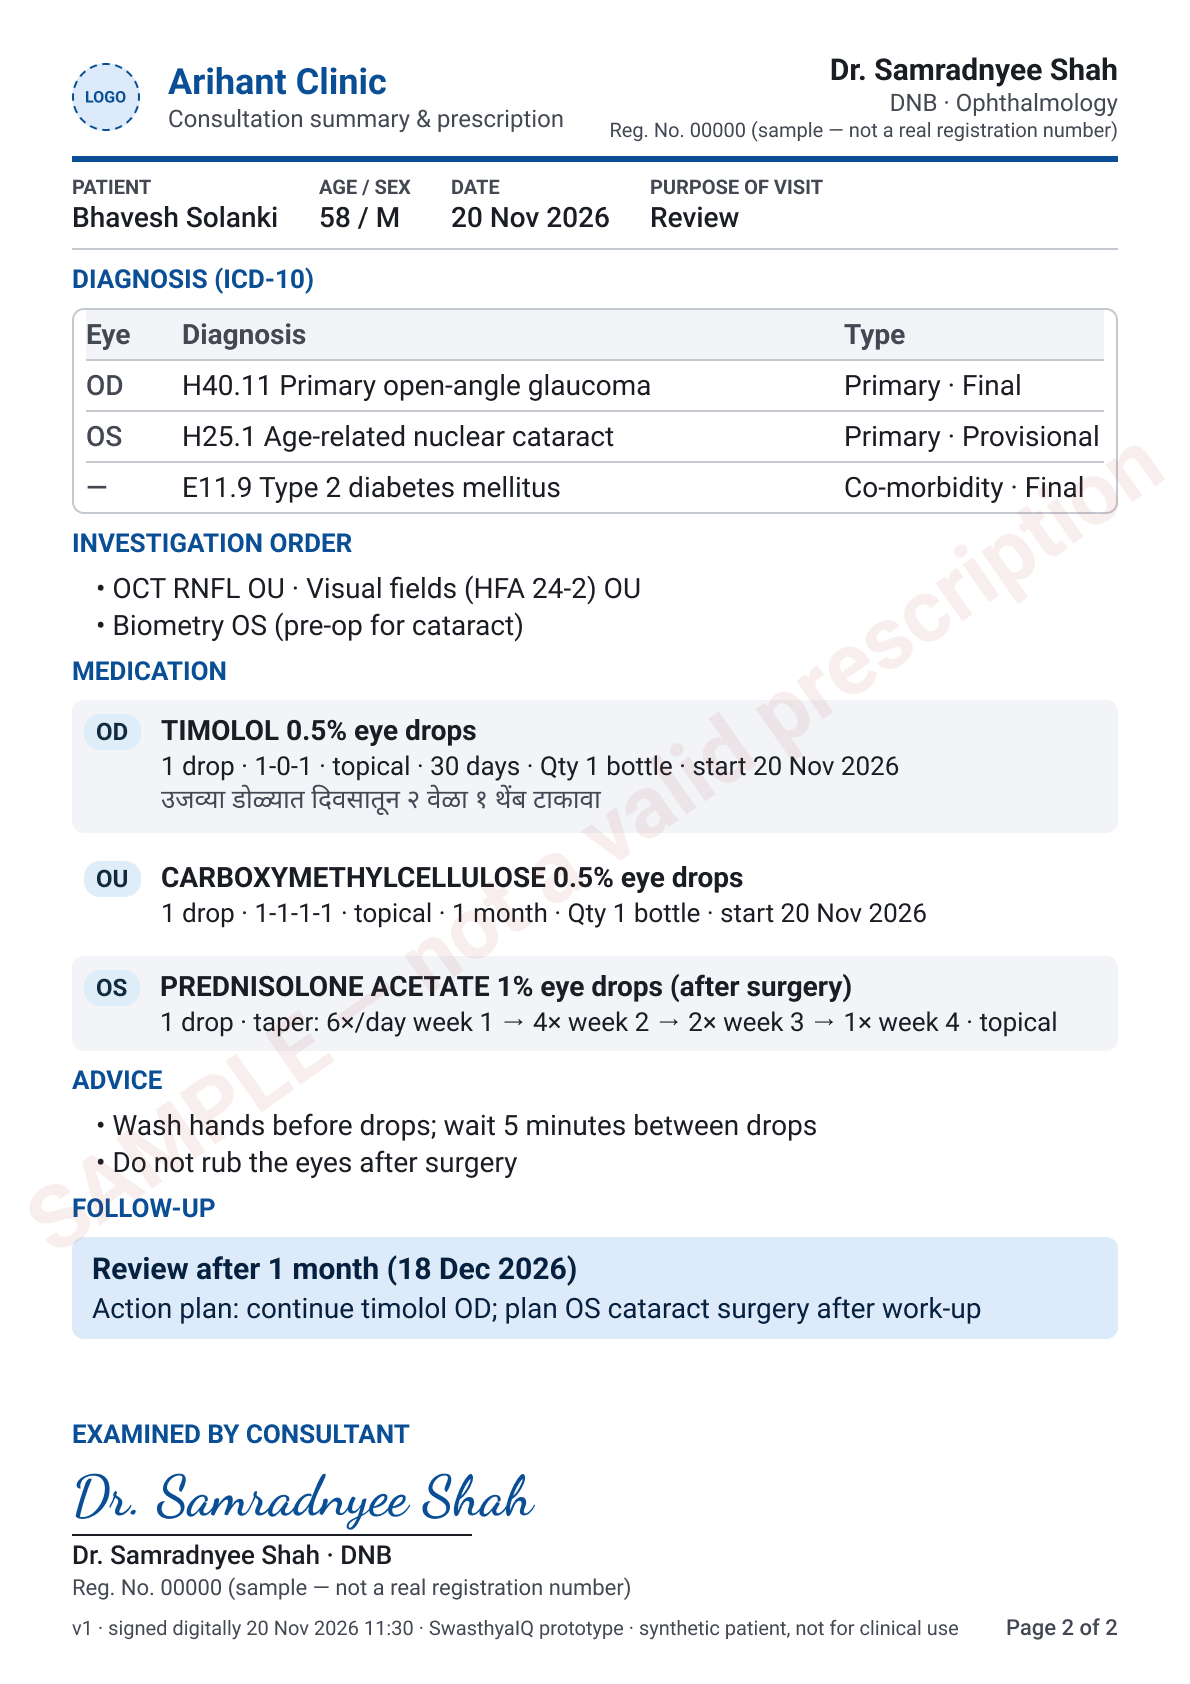 LOGO
Arihant Clinic
Consultation summary & prescription
Dr. Samradnyee Shah
DNB · Ophthalmology
Reg. No. 00000 (sample — not a real registration number)
PATIENT AGE / SEX DATE PURPOSE OF VISIT
Bhavesh Solanki 58 / M 20 Nov 2026 Review
DIAGNOSIS (ICD-10)
Eye Diagnosis Type
OD H40.11 Primary open-angle glaucoma Primary · Final
OS H25.1 Age-related nuclear cataract Primary · Provisional
— E11.9 Type 2 diabetes mellitus Co-morbidity · Final
INVESTIGATION ORDER
• OCT RNFL OU · Visual fields (HFA 24-2) OU
• Biometry OS (pre-op for cataract)
MEDICATION
OD TIMOLOL 0.5% eye drops
1 drop · 1-0-1 · topical · 30 days · Qty 1 bottle · start 20 Nov 2026
उजव्या डोळ्यात दिवसातून २ वेळा १ थेंब टाकावा
OU CARBOXYMETHYLCELLULOSE 0.5% eye drops
1 drop · 1-1-1-1 · topical · 1 month · Qty 1 bottle · start 20 Nov 2026
OS PREDNISOLONE ACETATE 1% eye drops (after surgery)
1 drop · taper: 6×/day week 1 → 4× week 2 → 2× week 3 → 1× week 4 · topical
ADVICE
• Wash hands before drops; wait 5 minutes between drops
• Do not rub the eyes after surgery
FOLLOW-UP
Review after 1 month (18 Dec 2026)
Action plan: continue timolol OD; plan OS cataract surgery after work-up
EXAMINED BY CONSULTANT
Dr. Samradnyee Shah
Dr. Samradnyee Shah · DNB
Reg. No. 00000 (sample — not a real registration number)
v1 · signed digitally 20 Nov 2026 11:30 · SwasthyaIQ prototype · synthetic patient, not for clinical use Page 2 of 2
SAMPLE — not a valid prescription